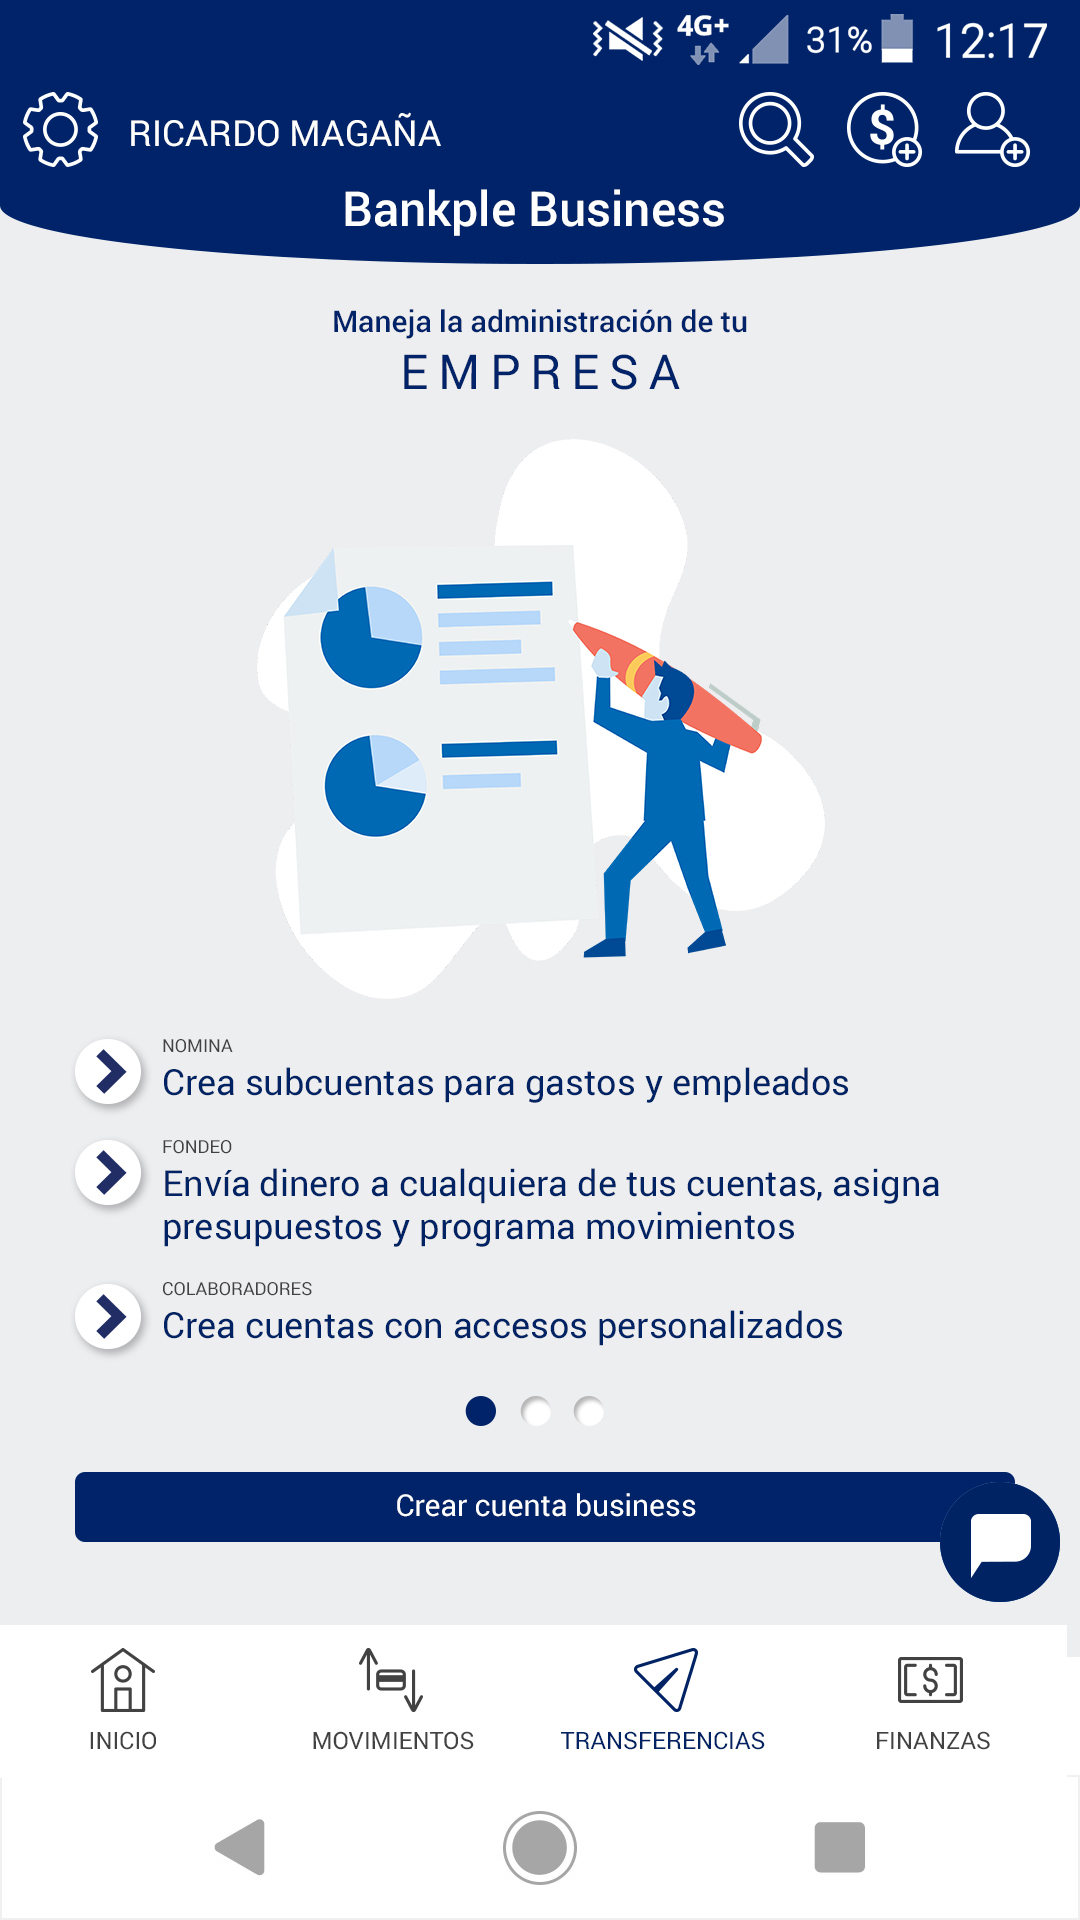 4G+ 31% 12:17
RICARDO MAGAÑA
Bankple Business
Maneja la administración de tu
EMPRESA
NOMINA
Crea subcuentas para gastos y empleados
FONDEO
Envía dinero a cualquiera de tus cuentas, asigna
presupuestos y programa movimientos
COLABORADORES
Crea cuentas con accesos personalizados
Crear cuenta business
INICIO MOVIMIENTOS TRANSFERENCIAS FINANZAS